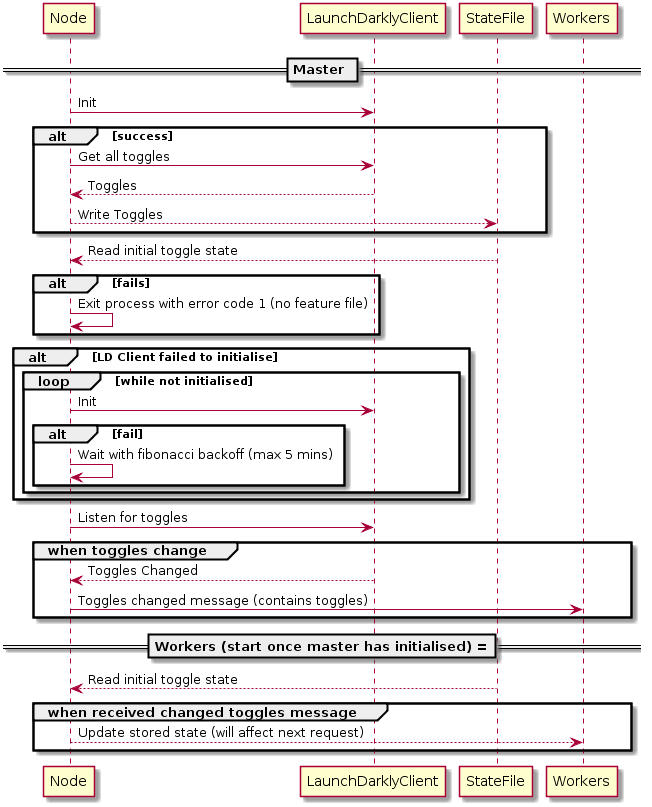 Node LaunchDarklyClient StateFile Workers
Master
Init
alt [success]
Get all toggles
Toggles
Write Toggles
Read initial toggle state
alt [fails]
Exit process with error code 1 (no feature file)
alt [LD Client failed to initialise]
loop [while not initialised]
Init
alt [fail]
Wait with fibonacci backoff (max 5 mins)
Listen for toggles
when toggles change
Toggles Changed
Toggles changed message (contains toggles)
Workers (start once master has initialised) =
Read initial toggle state
when received changed toggles message
Update stored state (will affect next request)
Node LaunchDarklyClient StateFile Workers